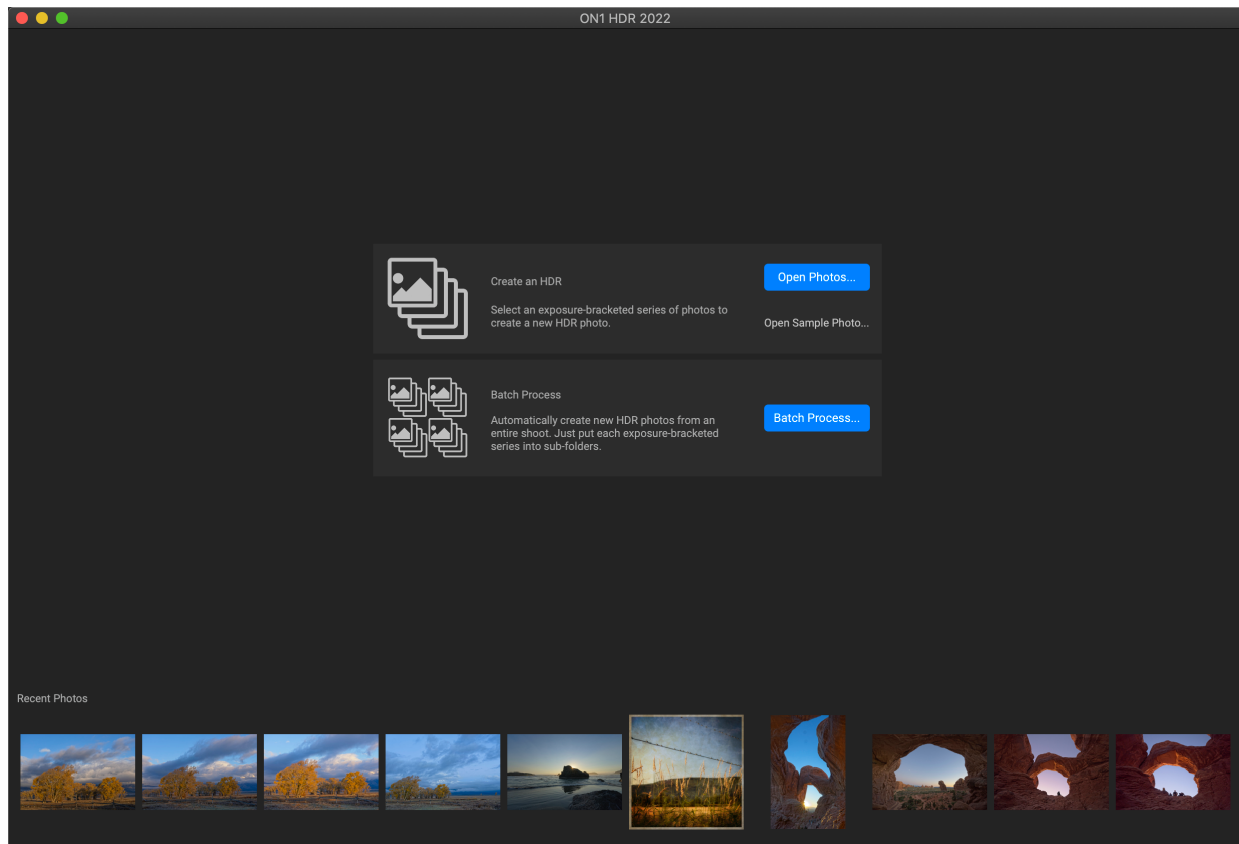 ON1 HDR 2022
Create an HDR
Select an exposure-bracketed series of photos to
create a new HDR photo.
Open Photos...
Open Sample Photo...
Batch Process
Automatically create new HDR photos from an
entire shoot. Just put each exposure-bracketed
series into sub-folders.
Batch Process...
Recent Photos